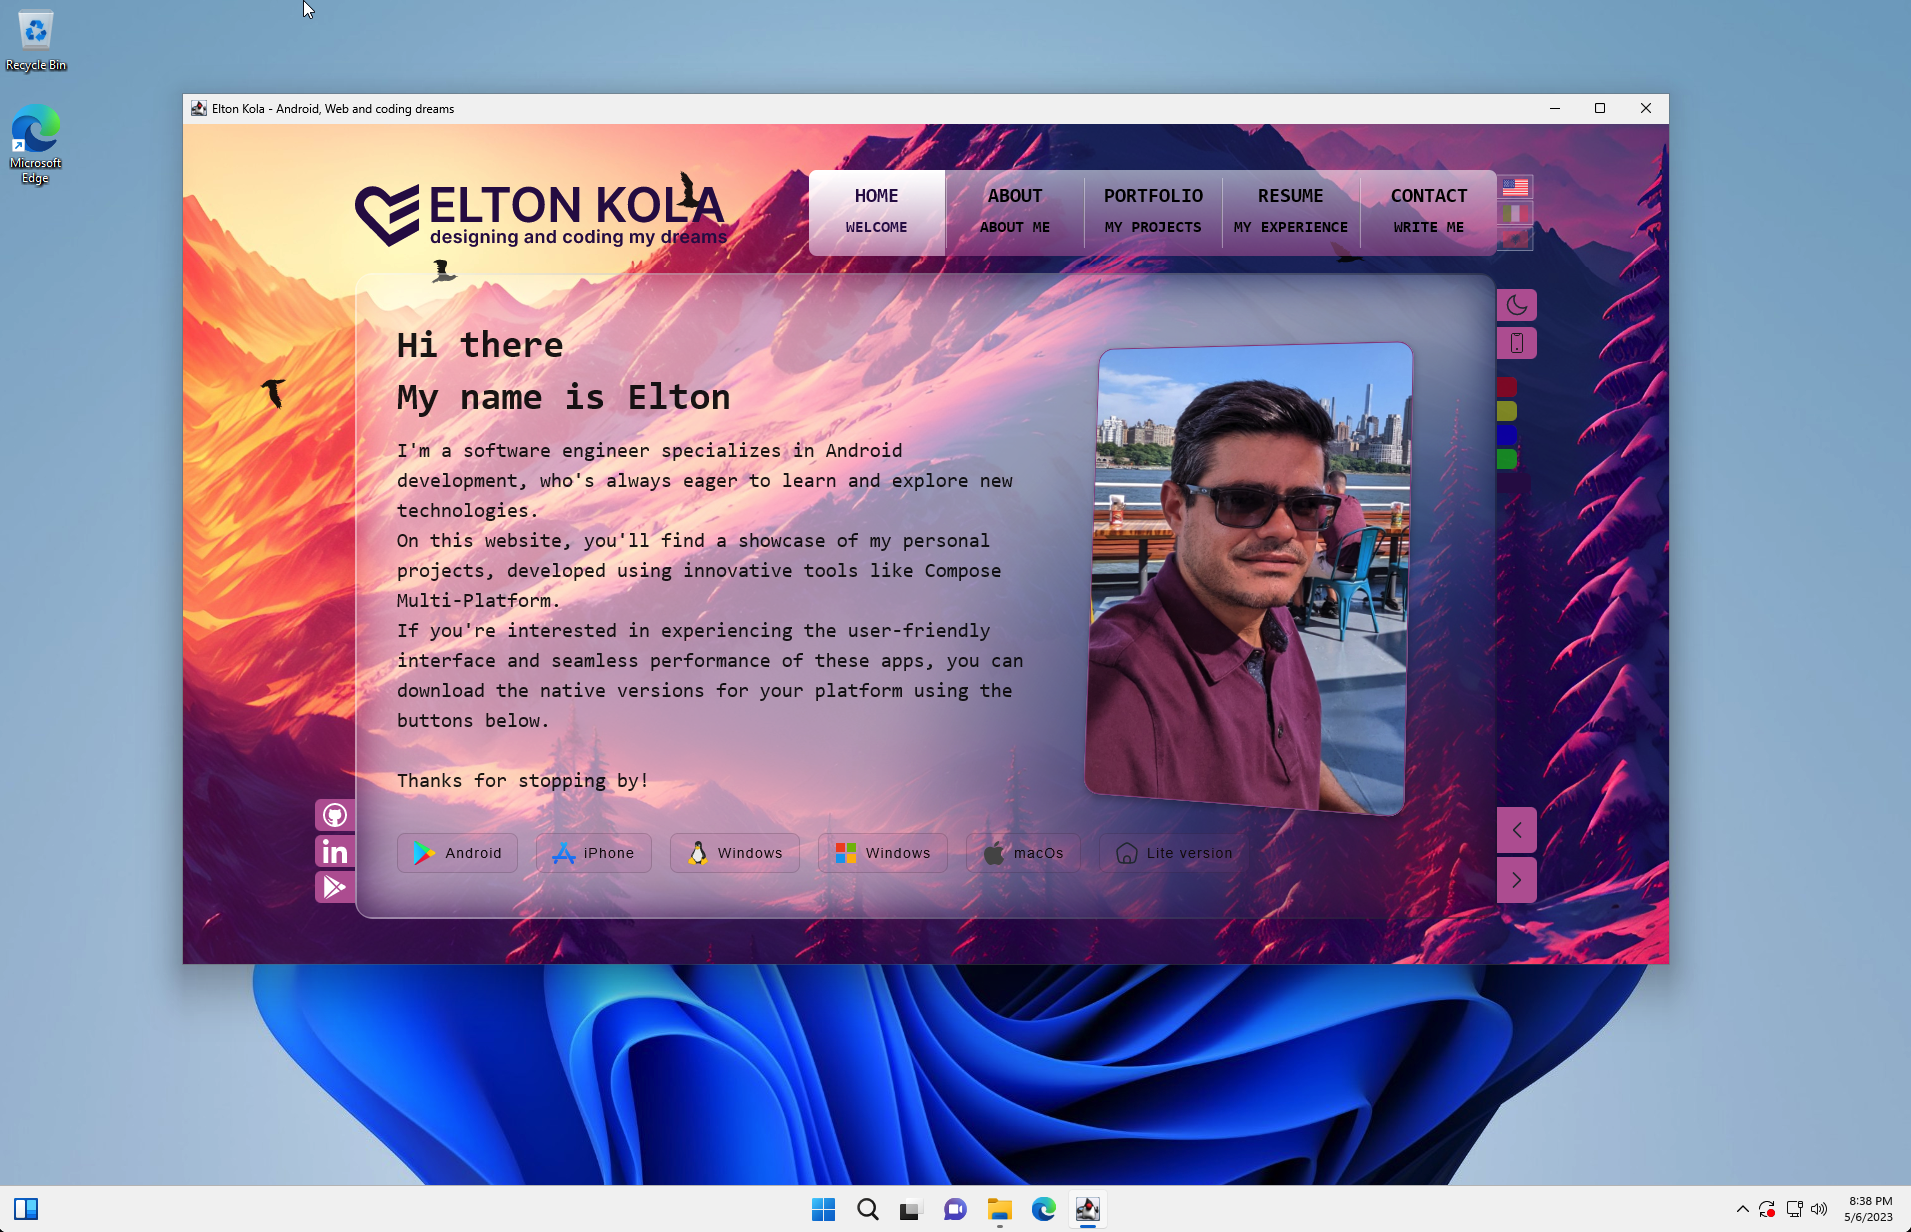 Recycle Bin
Microsoft
Edge
Elton Kola - Android, Web and coding dreams
ELTON KOLA
designing and coding my dreams
HOME
WELCOME
ABOUT
ABOUT ME
PORTFOLIO
MY PROJECTS
RESUME
MY EXPERIENCE
CONTACT
WRITE ME
Hi there
My name is Elton
I'm a software engineer specializes in Android
development, who's always eager to learn and explore new
technologies.
On this website, you'll find a showcase of my personal
projects, developed using innovative tools like Compose
Multi-Platform.
If you're interested in experiencing the user-friendly
interface and seamless performance of these apps, you can
download the native versions for your platform using the
buttons below.
Thanks for stopping by!
in
Android
iPhone
Windows
Windows
macOs
Lite version
8:38 PM
5/6/2023